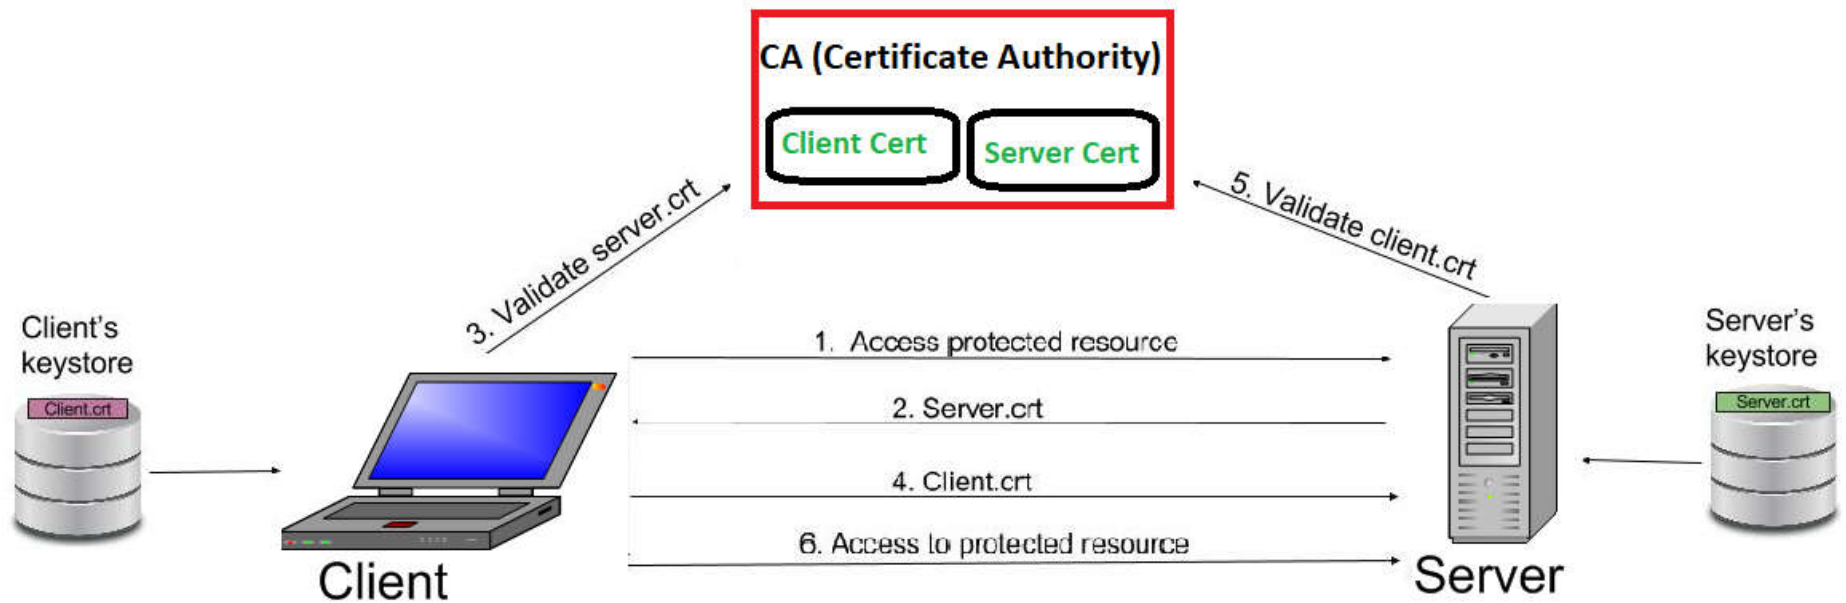 CA (Certificate Authority)
Client Cert
Server Cert
3. Validate server.crt
5. Validate client.crt
Client's
keystore
Client.crt
1. Access protected resource
2. Server.crt
4. Client.crt
6. Access to protected resource
Client
Server's
keystore
Server.crt
Server